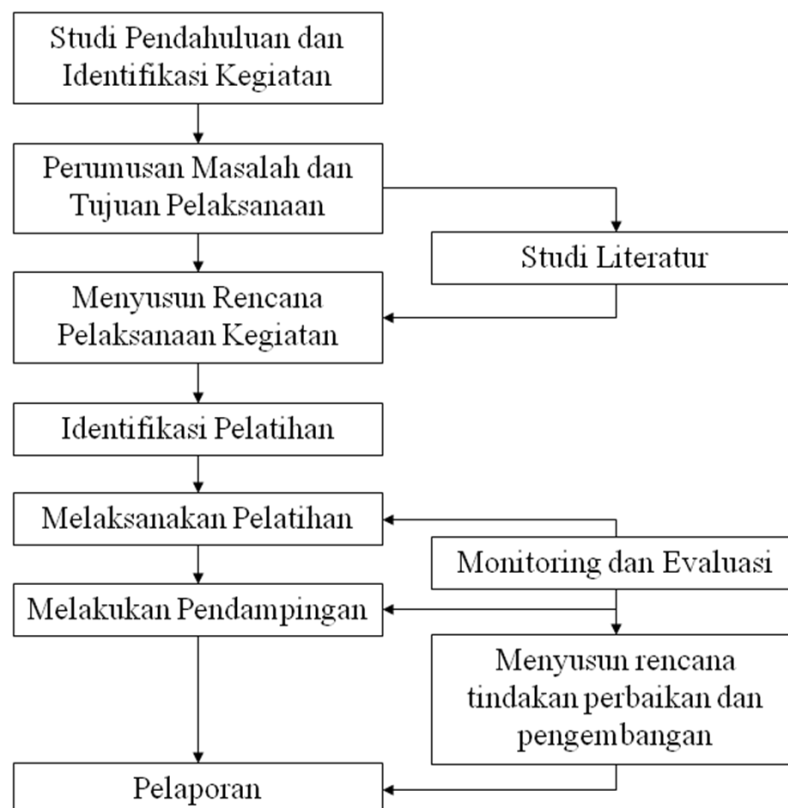 Studi Pendahuluan dan
Identifikasi Kegiatan
Perumusan Masalah dan
Tujuan Pelaksanaan
Studi Literatur
Menyusun Rencana
Pelaksanaan Kegiatan
Identifikasi Pelatihan
Melaksanakan Pelatihan
Monitoring dan Evaluasi
Melakukan Pendampingan
Menyusun rencana
tindakan perbaikan dan
pengembangan
Pelaporan